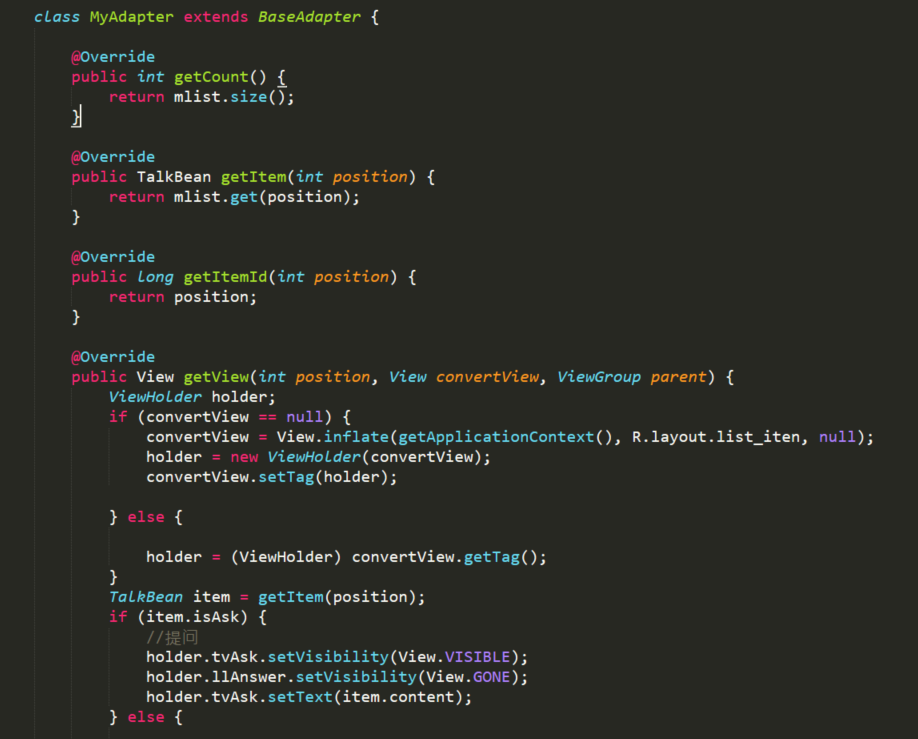 class MyAdapter extends BaseAdapter {
@Override
public int getCount() {
return mlist.size();
}
@Override
public TalkBean getItem(int position) {
return mlist.get(position);
}
@Override
public long getItemId(int position) {
return position;
}
@Override
public View getView(int position, View convertView, ViewGroup parent) {
ViewHolder holder;
if (convertView == null) {
convertView = View.inflate(getApplicationContext(), R.layout.list_iten, null);
holder = new ViewHolder(convertView);
convertView.setTag(holder);
} else {
holder = (ViewHolder) convertView.getTag();
}
TalkBean item = getItem(position);
if (item.isAsk) {
//提问
holder.tvAsk.setVisibility(View.VISIBLE);
holder.llAnswer.setVisibility(View.GONE);
holder.tvAsk.setText(item.content);
} else {